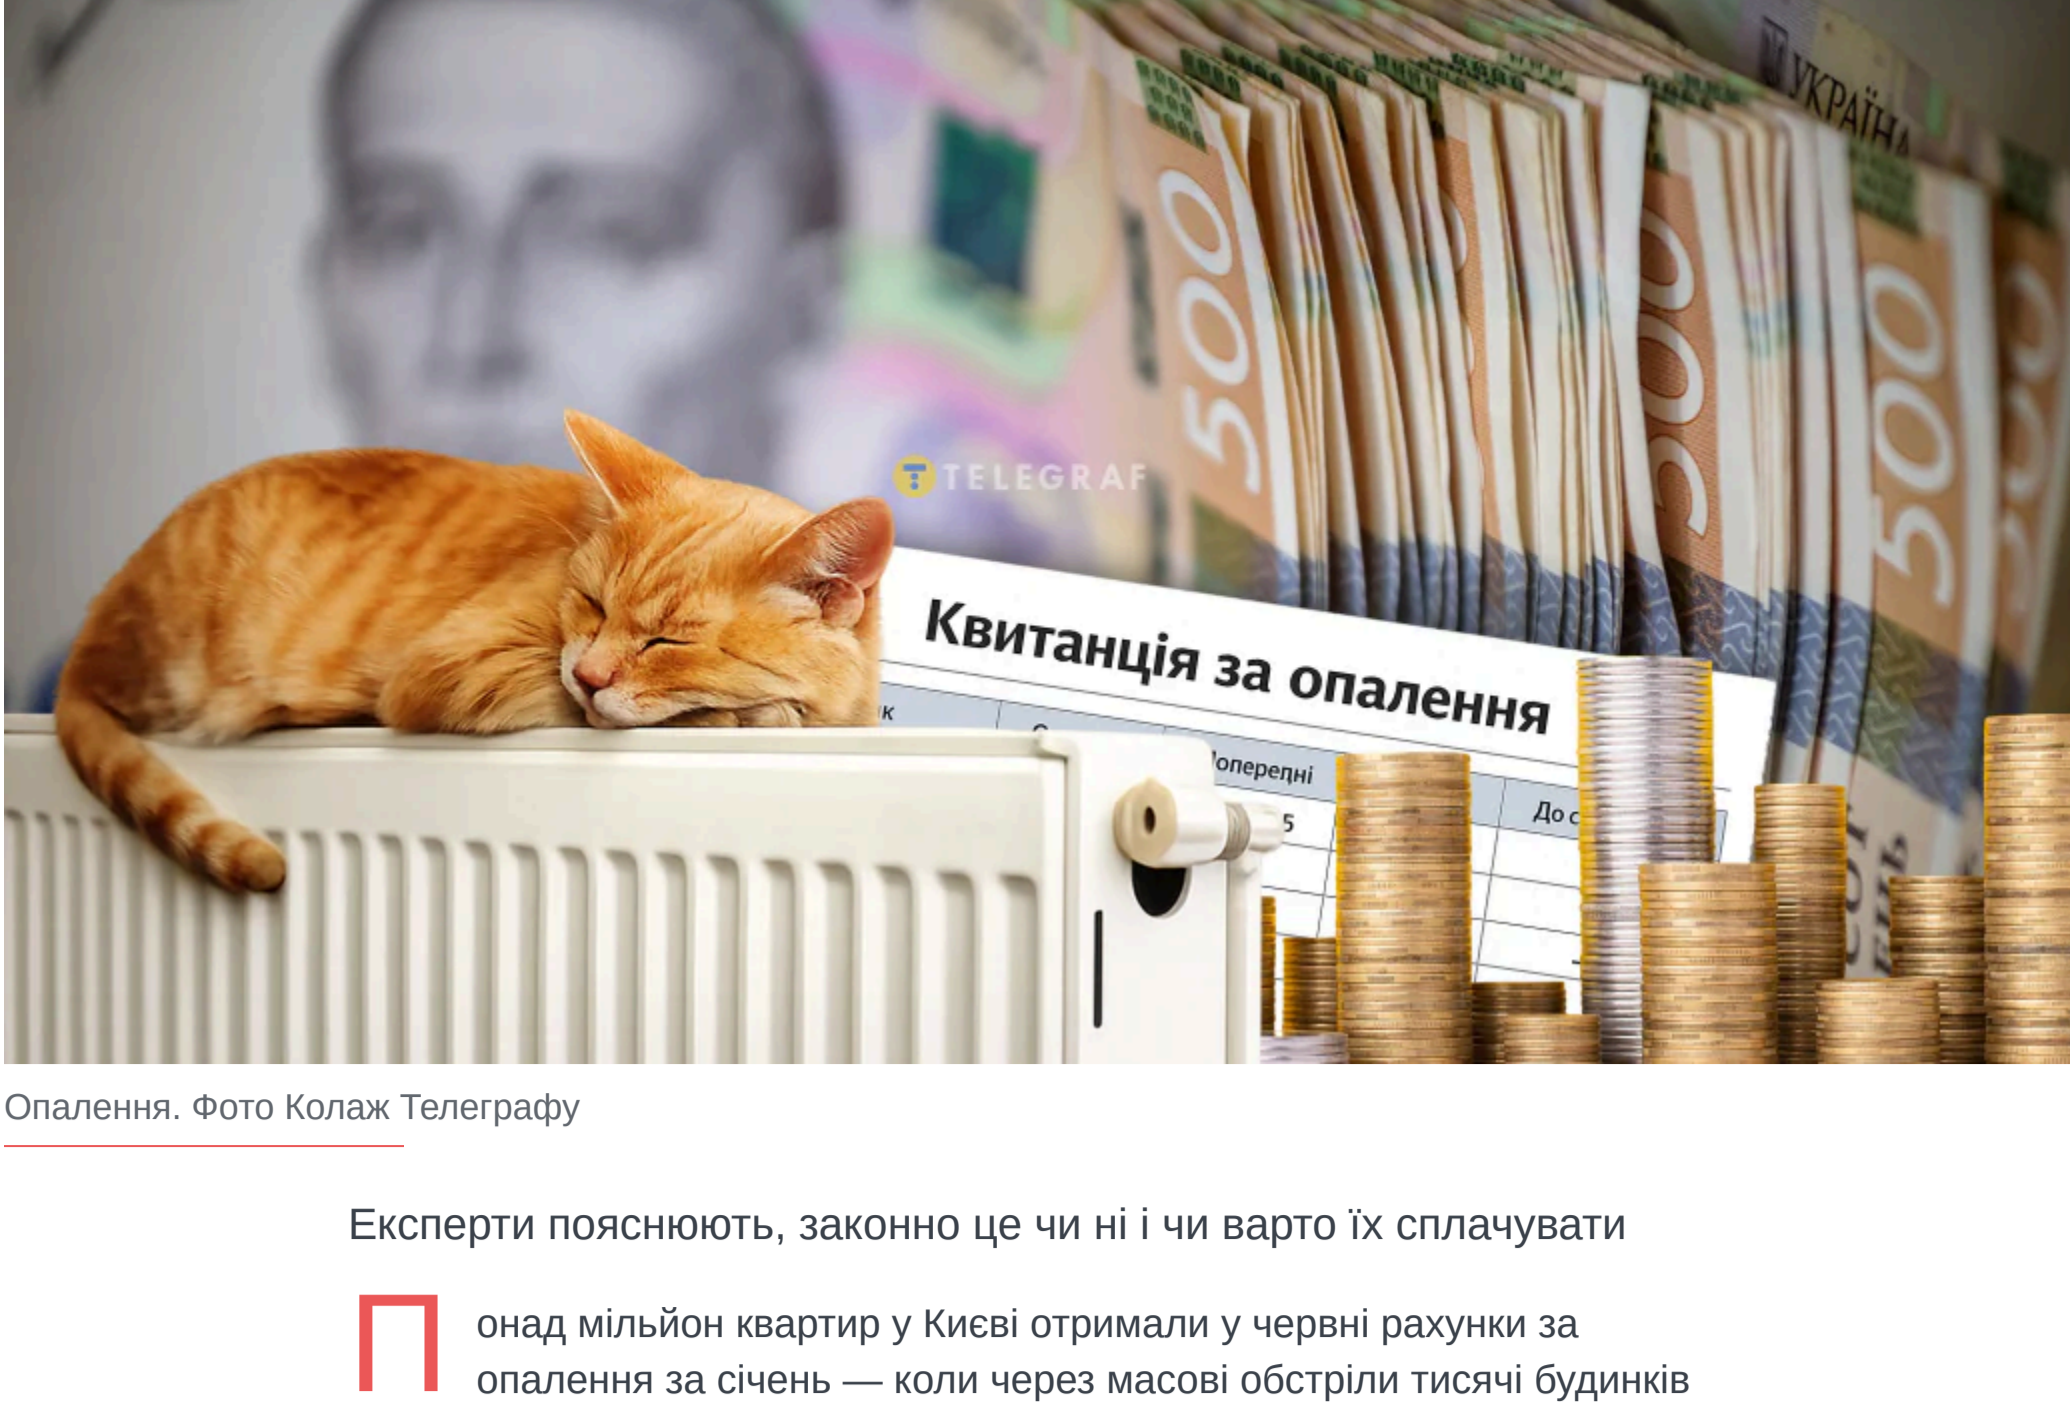 УКРАЇНА
500
500
500
TELEGRAF
Квитанція за опалення
5
Опалення. Фото Колаж Телеграфу
Експерти пояснюють, законно це чи ні і чи варто їх сплачувати
Понад мільйон квартир у Києві отримали у червні рахунки за
опалення за січень — коли через масові обстріли тисячі будинків